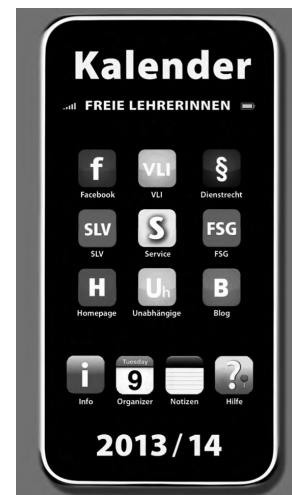 Kalender
FREIE LEHRERINNEN
f VLI §
Facebook VLI Dienstrecht
SLV S FSG
SLV Service FSG
H Uh B
Homepage Unabhängige Blog
i Tuesday 9 ?
Info Organizer Notizen Hilfe
2013/14